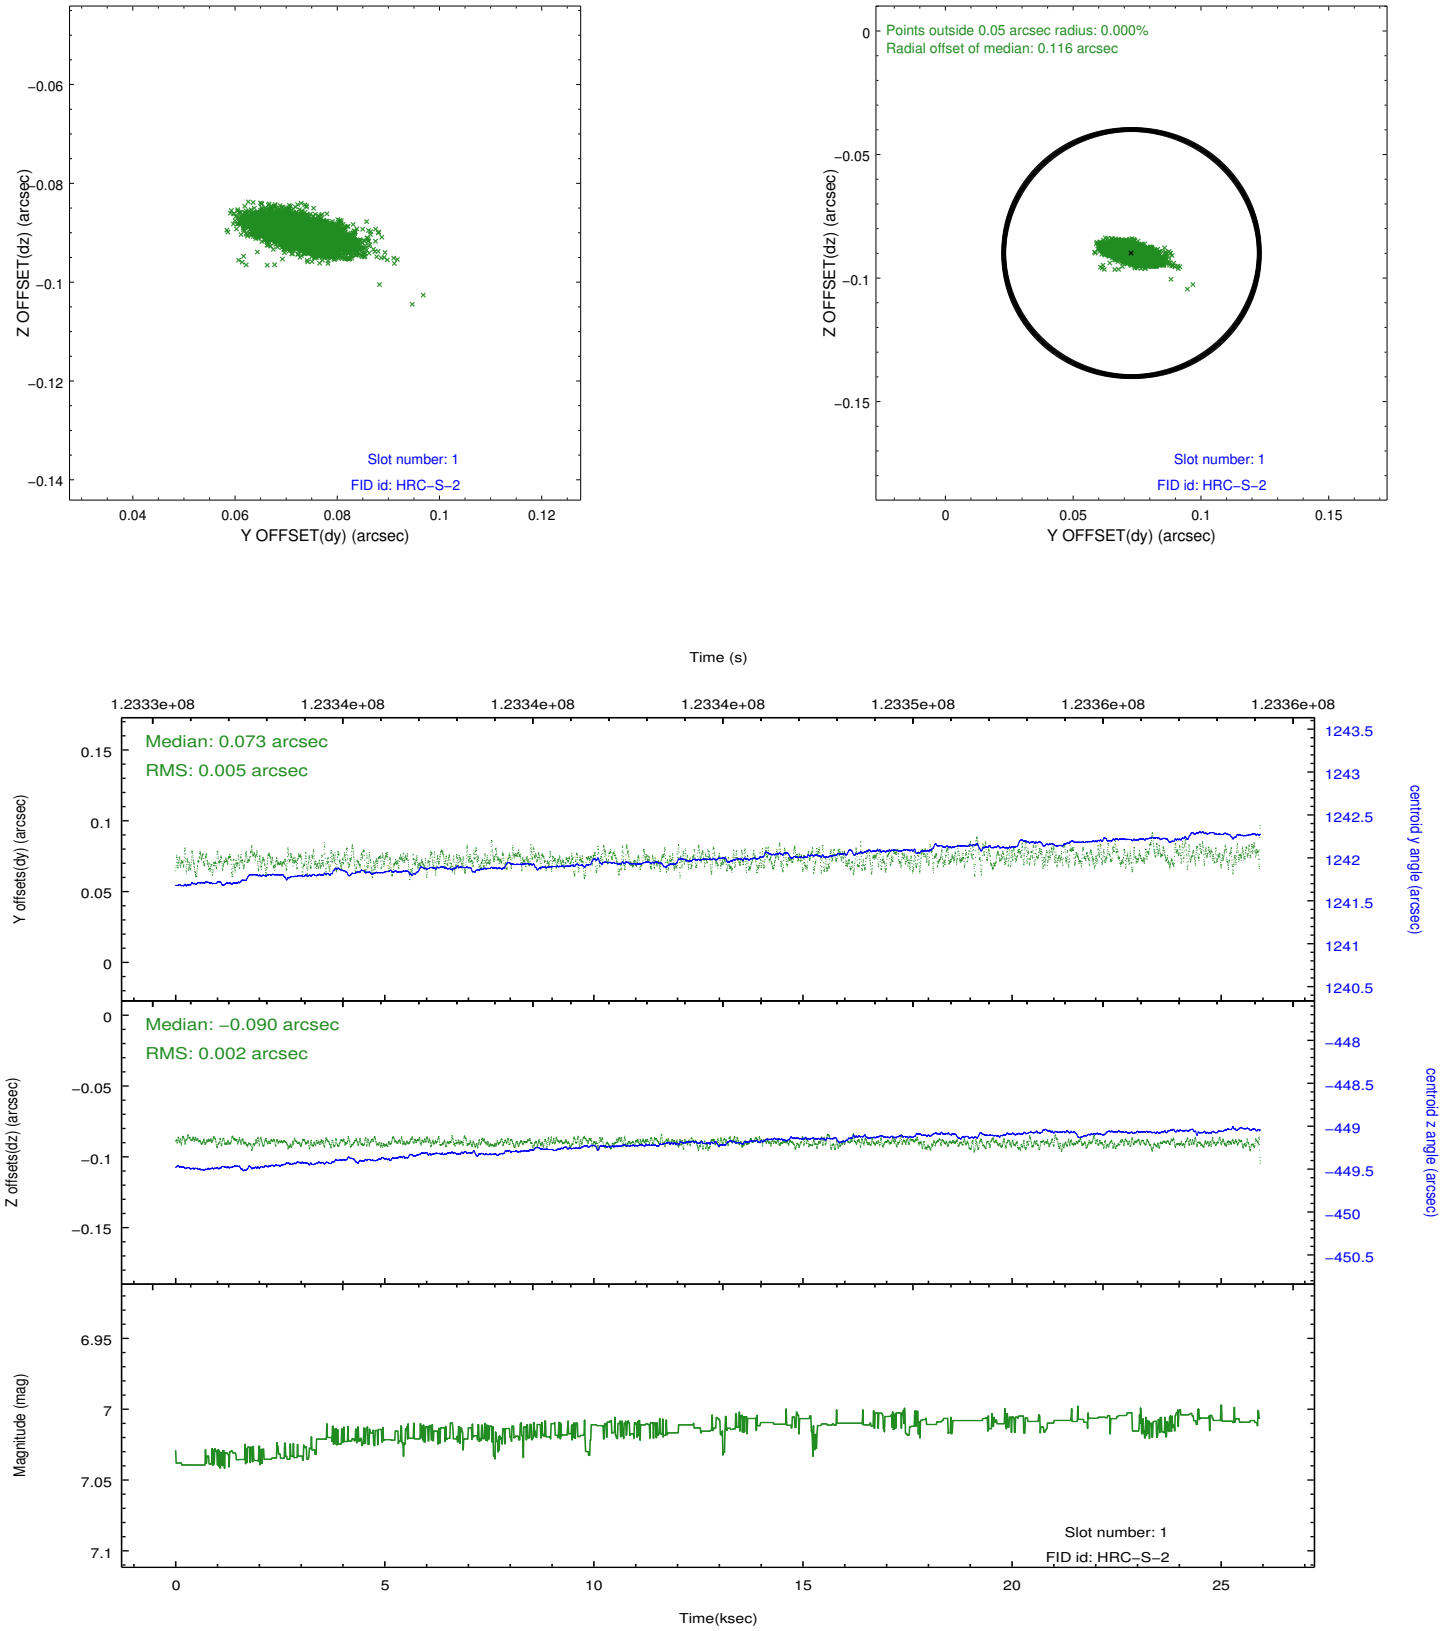 −0.06
−0.08
−0.1
−0.12
−0.14
Z OFFSET(dz) (arcsec)
Slot number: 1
FID id: HRC−S−2
0.04 0.06 0.08 0.1 0.12
Y OFFSET(dy) (arcsec)
Points outside 0.05 arcsec radius: 0.000%
Radial offset of median: 0.116 arcsec
0
−0.05
−0.1
−0.15
Z OFFSET(dz) (arcsec)
Slot number: 1
FID id: HRC−S−2
0 0.05 0.1 0.15
Y OFFSET(dy) (arcsec)
Time (s)
1.2333e+08 1.2334e+08 1.2334e+08 1.2334e+08 1.2335e+08 1.2336e+08 1.2336e+08
Median: 0.073 arcsec
RMS: 0.005 arcsec
0.15
0.1
0.05
0
Y offsets(dy) (arcsec)
1243.5
1243
1242.5
1242
1241.5
1241
1240.5
centroid y angle (arcsec)
Median: −0.090 arcsec
RMS: 0.002 arcsec
0
−0.05
−0.1
−0.15
Z offsets(dz) (arcsec)
−448
−448.5
−449
−449.5
−450
−450.5
centroid z angle (arcsec)
6.95
7
7.05
7.1
Magnitude (mag)
Slot number: 1
FID id: HRC−S−2
0 5 10 15 20 25
Time(ksec)